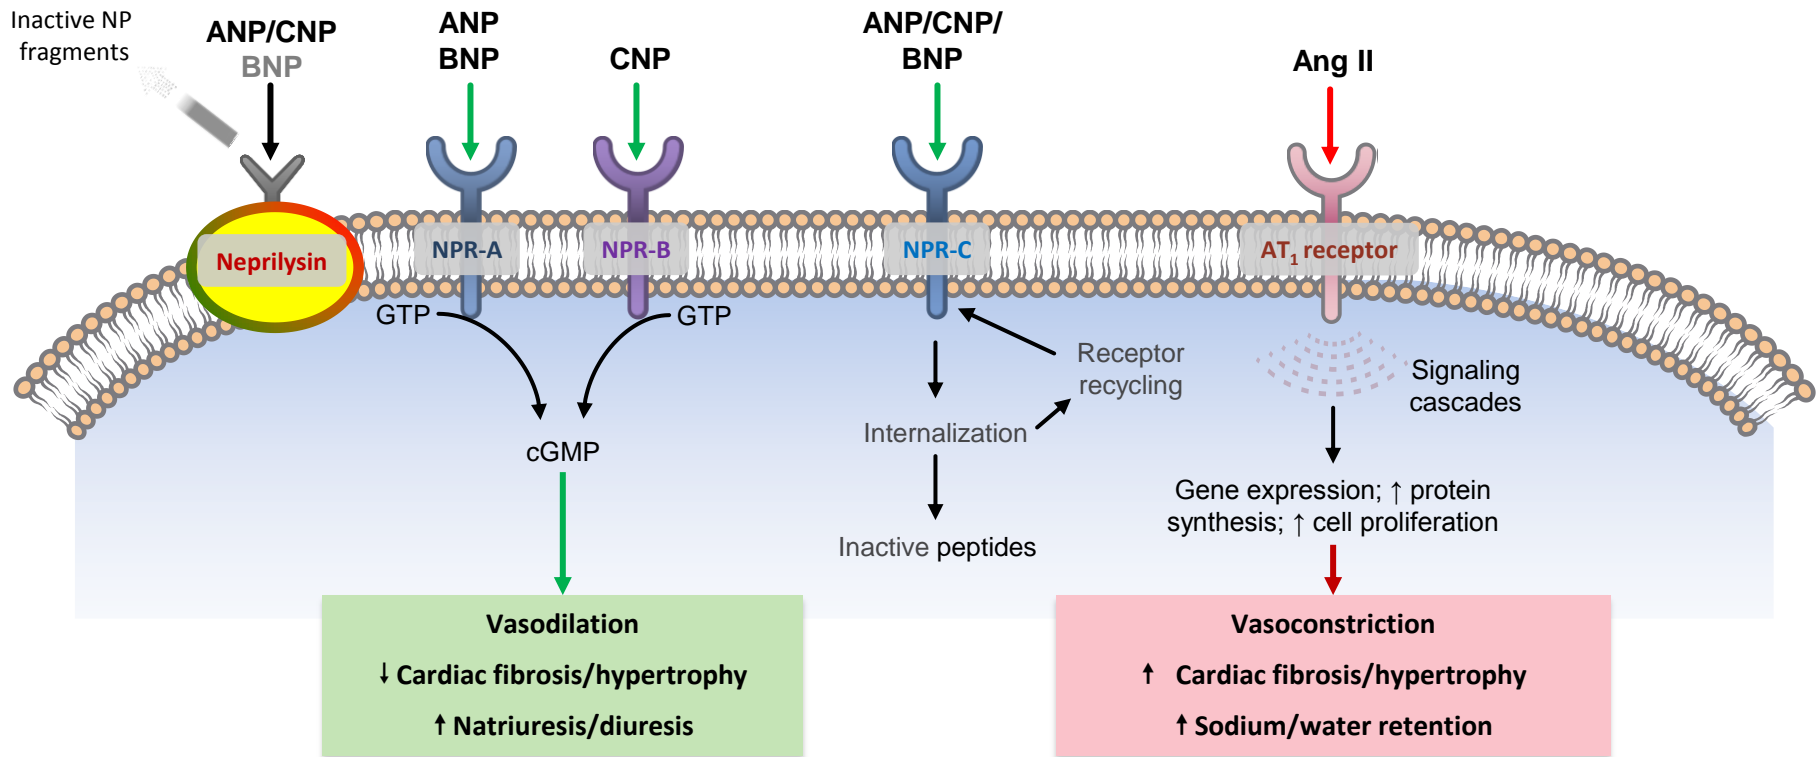 Inactive NP
fragments
ANP/CNP
BNP
ANP
BNP
CNP
ANP/CNP/
BNP
Ang II
Neprilysin
NPR-A
NPR-B
NPR-C
AT₁ receptor
GTP
GTP
cGMP
Receptor
recycling
Internalization
Inactive peptides
Signaling
cascades
Gene expression; ↑ protein
synthesis; ↑ cell proliferation
Vasodilation
↓ Cardiac fibrosis/hypertrophy
↑ Natriuresis/diuresis
Vasoconstriction
↑ Cardiac fibrosis/hypertrophy
↑ Sodium/water retention